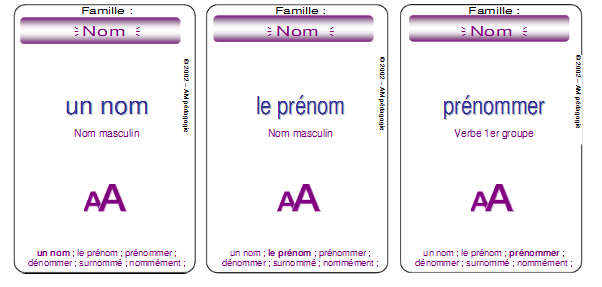 Famille :
Nom
© 2002 – AM pédagogie
un nom
Nom masculin
AA
un nom ; le prénom ; prénommer ;
dénommer ; surnommé ; nommément ;
Famille :
Nom
© 2002 – AM pédagogie
le prénom
Nom masculin
AA
un nom ; le prénom ; prénommer ;
dénommer ; surnommé ; nommément ;
Famille :
Nom
© 2002 – AM pédagogie
prénommer
Verbe 1er groupe
AA
un nom ; le prénom ; prénommer ;
dénommer ; surnommé ; nommément ;